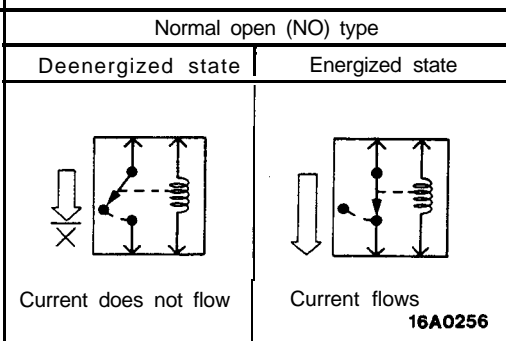 Normal open (NO) type
Deenergized state Energized state
Current does not flow Current flows
16A0256